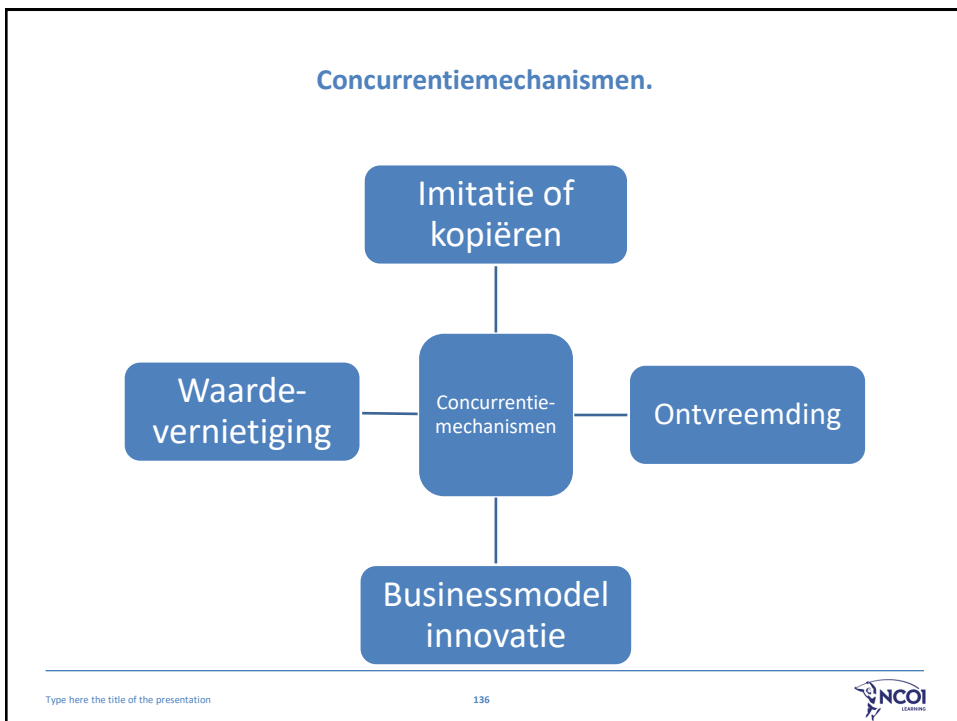 Concurrentiemechanismen.
Imitatie of
kopiëren
Waarde-
vernietiging
Concurrentie-
mechanismen
Ontvreemding
Businessmodel
innovatie
Type here the title of the presentation
136
NCOI
LEARNING